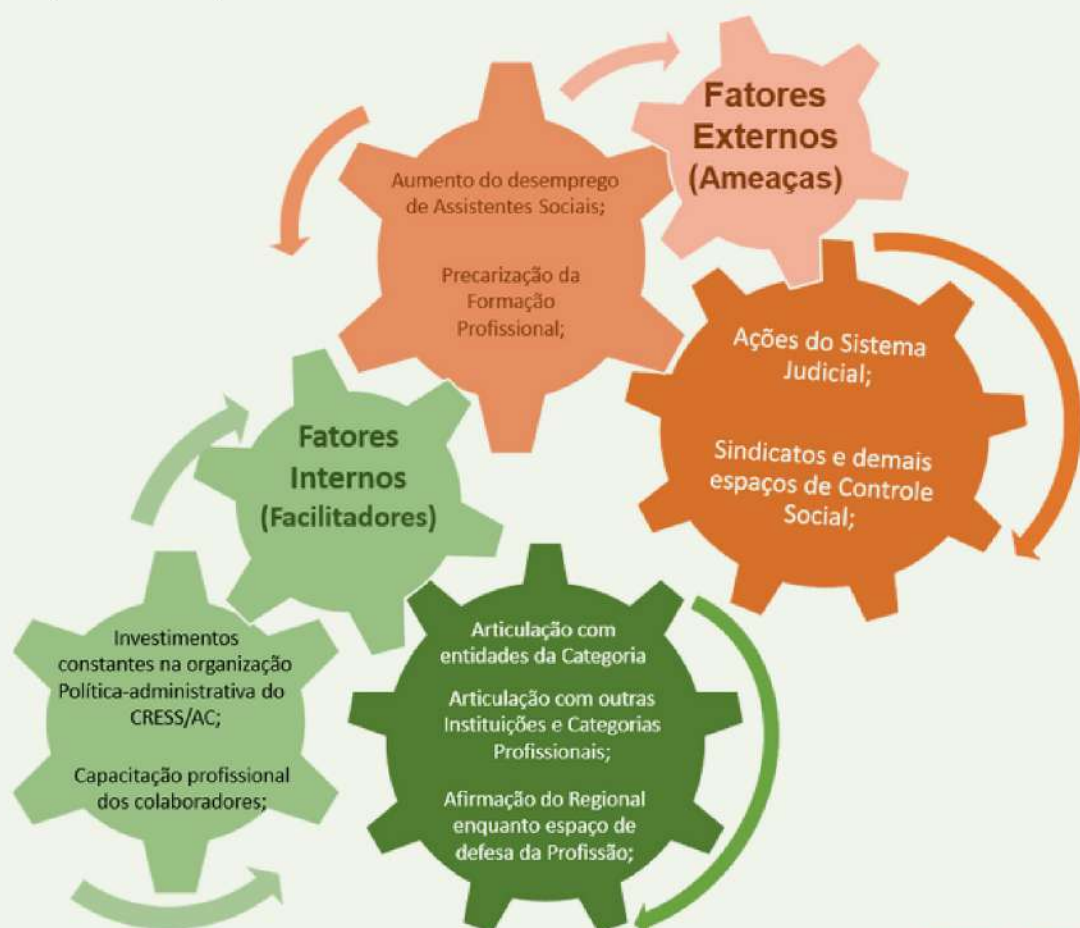 Fatores
Externos
(Ameaças)
Aumento do desemprego
de Assistentes Sociais;
Precarização da
Formação
Profissional;
Ações do Sistema
Judicial;
Sindicatos e demais
espaços de Controle
Social;
Fatores
Internos
(Facilitadores)
Investimentos
constantes na organização
Política-administrativa do
CRESS/AC;
Capacitação profissional
dos colaboradores;
Articulação com
entidades da Categoria
Articulação com outras
Instituições e Categorias
Profissionais;
Afirmação do Regional
enquanto espaço de
defesa da Profissão;